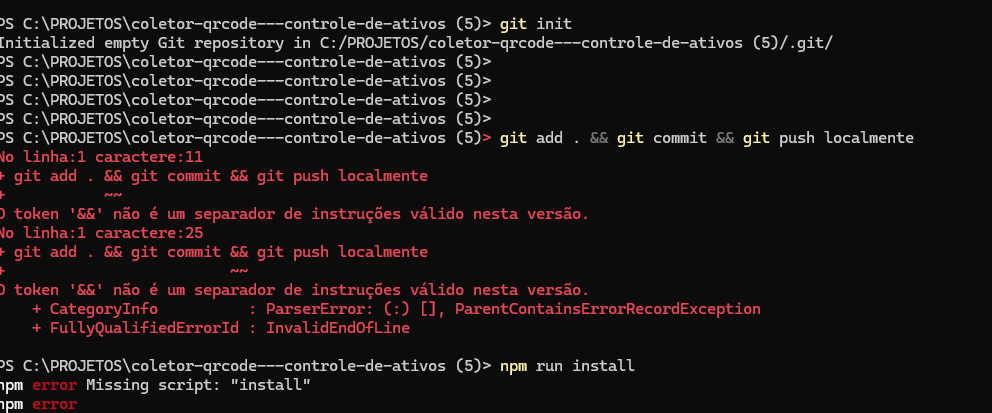 PS C:\PROJETOS\coletor-qrcode---controle-de-ativos (5)> git init
Initialized empty Git repository in C:/PROJETOS/coletor-qrcode---controle-de-ativos (5)/.git/
PS C:\PROJETOS\coletor-qrcode---controle-de-ativos (5)>
PS C:\PROJETOS\coletor-qrcode---controle-de-ativos (5)>
PS C:\PROJETOS\coletor-qrcode---controle-de-ativos (5)>
PS C:\PROJETOS\coletor-qrcode---controle-de-ativos (5)>
PS C:\PROJETOS\coletor-qrcode---controle-de-ativos (5)> git add . && git commit && git push localmente
No linha:1 caractere:11
+ git add . && git commit && git push localmente
+           ~~
O token '&&' não é um separador de instruções válido nesta versão.
No linha:1 caractere:25
+ git add . && git commit && git push localmente
+                         ~~
O token '&&' não é um separador de instruções válido nesta versão.
    + CategoryInfo          : ParserError: (:) [], ParentContainsErrorRecordException
    + FullyQualifiedErrorId : InvalidEndOfLine
PS C:\PROJETOS\coletor-qrcode---controle-de-ativos (5)> npm run install
npm error Missing script: "install"
npm error